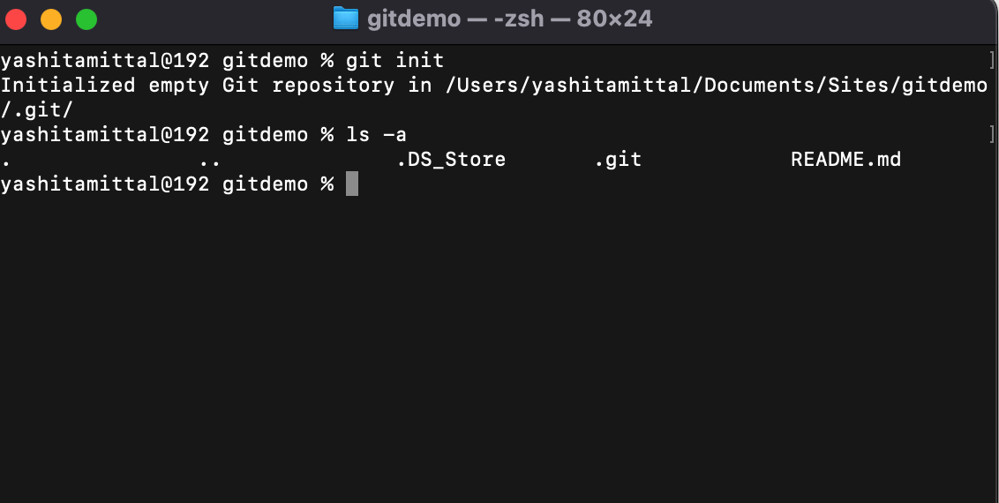 gitdemo — -zsh — 80×24
yashitamittal@192 gitdemo % git init
Initialized empty Git repository in /Users/yashitamittal/Documents/Sites/gitdemo
/.git/
yashitamittal@192 gitdemo % ls -a
. .. .DS_Store .git README.md
yashitamittal@192 gitdemo %